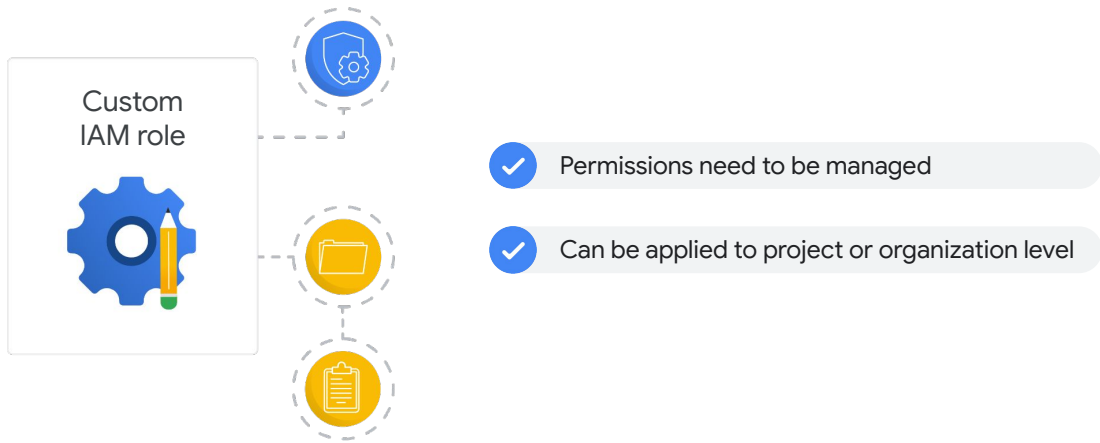 Custom
IAM role
Permissions need to be managed
Can be applied to project or organization level